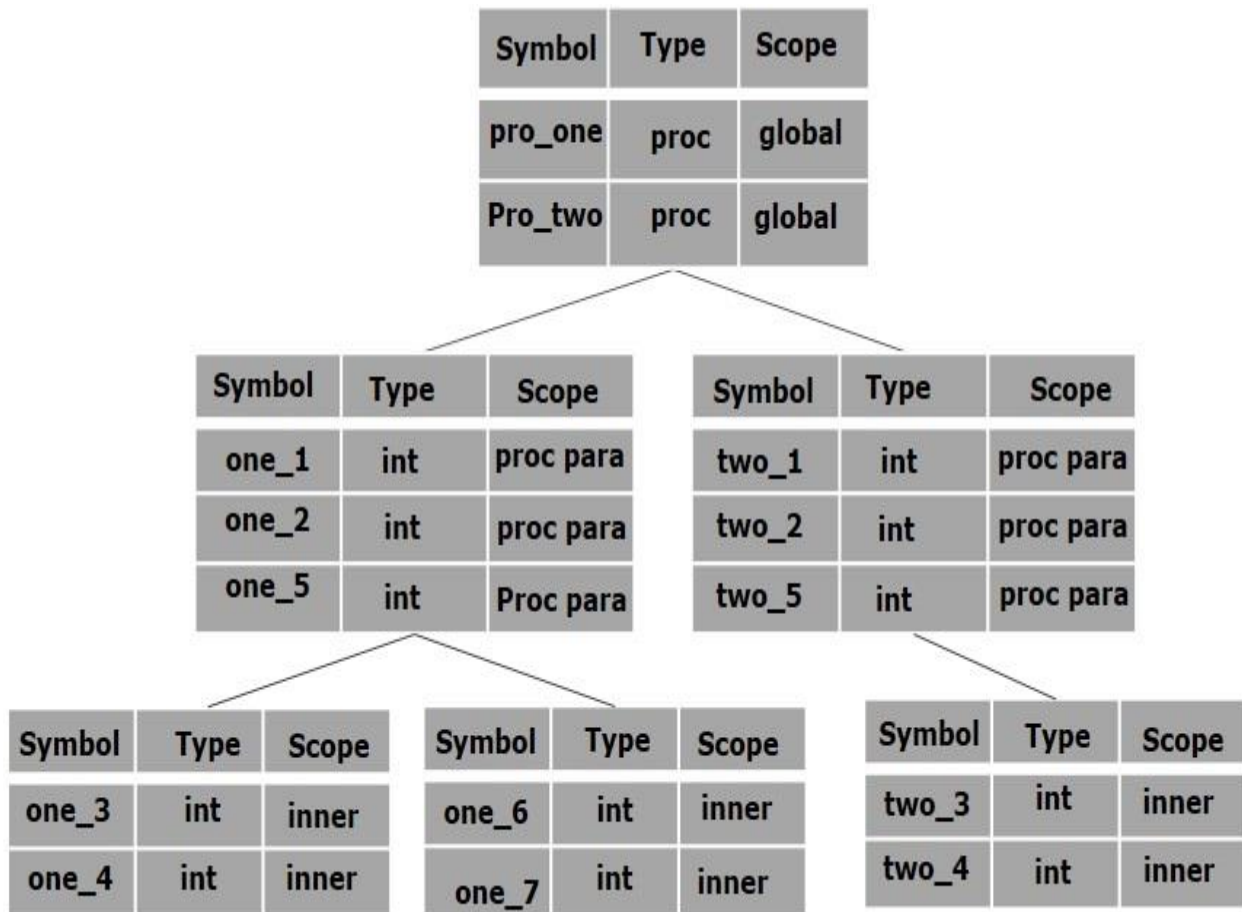 Symbol Type Scope
pro_one proc global
Pro_two proc global
Symbol Type Scope
one_1 int proc para
one_2 int proc para
one_5 int Proc para
Symbol Type Scope
two_1 int proc para
two_2 int proc para
two_5 int proc para
Symbol Type Scope
one_3 int inner
one_4 int inner
Symbol Type Scope
one_6 int inner
one_7 int inner
Symbol Type Scope
two_3 int inner
two_4 int inner